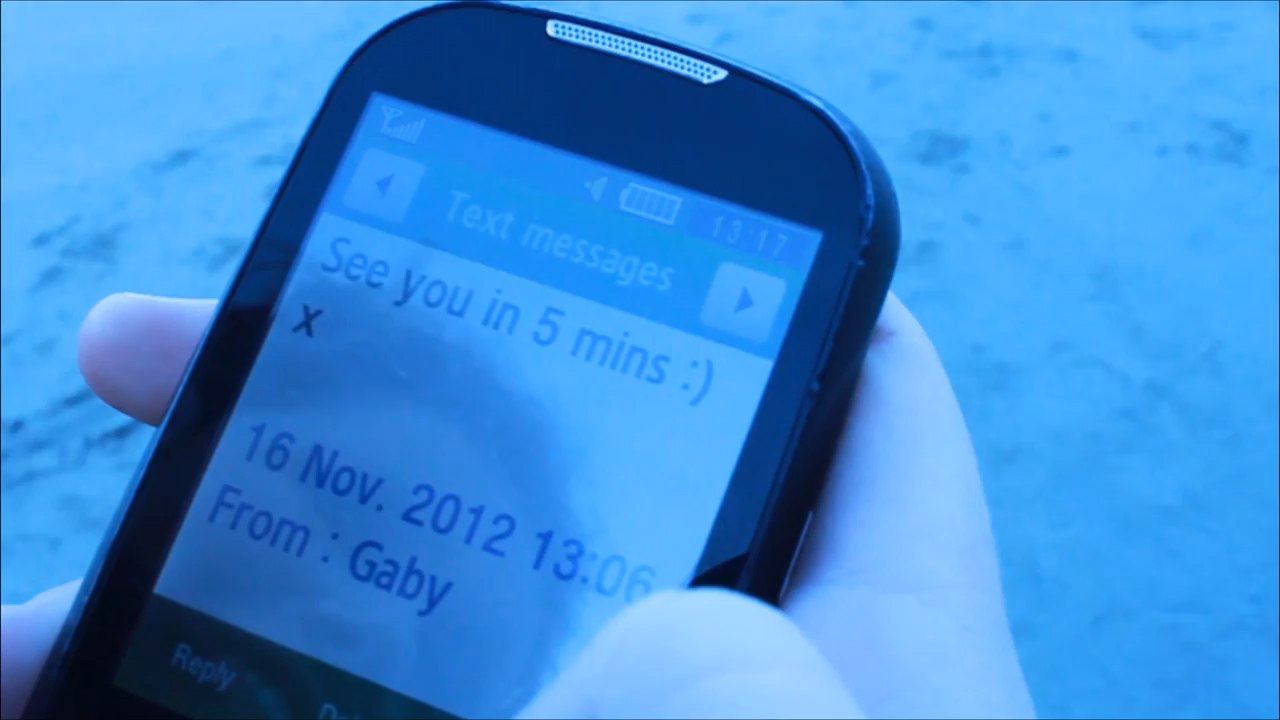 13:17
Text messages
See you in 5 mins :)
x
16 Nov. 2012 13:06
From : Gaby
Reply